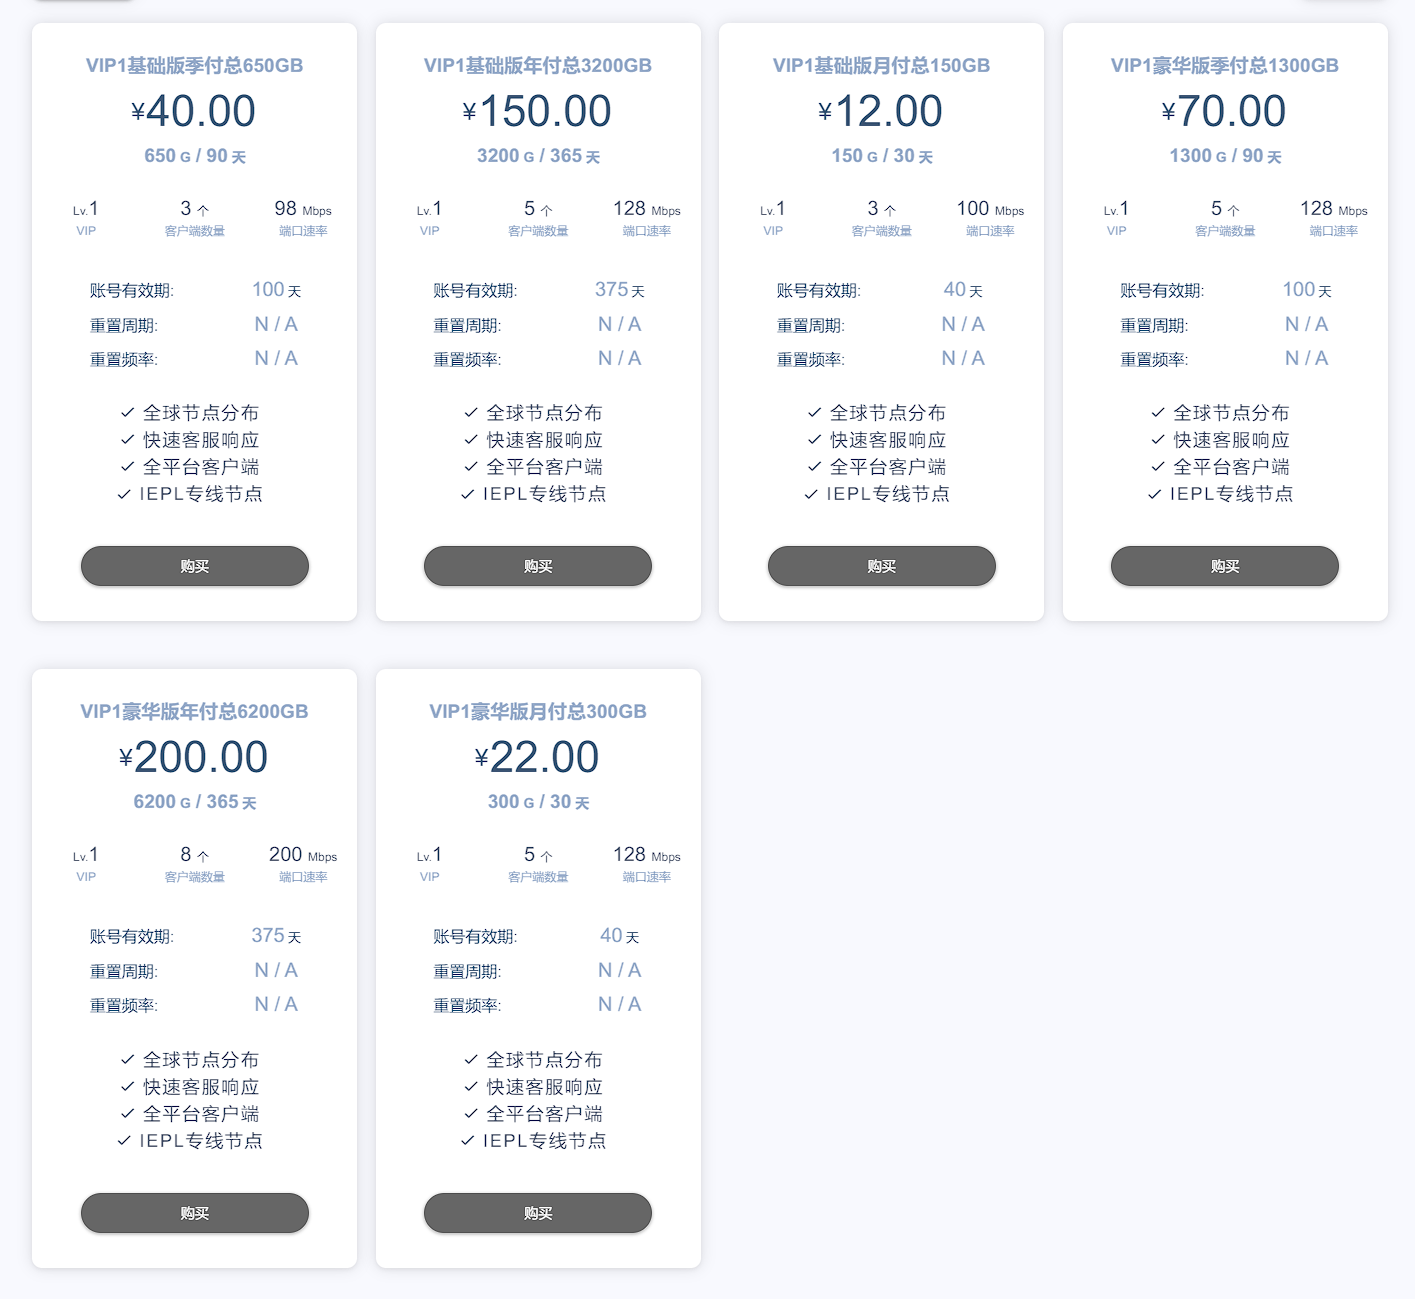 VIP1基础版季付总650GB
¥40.00
650 G / 90 天
Lv.1 3 个 98 Mbps
VIP 客户端数量 端口速率
账号有效期: 100 天
重置周期: N / A
重置频率: N / A
全球节点分布
快速客服响应
全平台客户端
IEPL专线节点
购买
VIP1基础版年付总3200GB
¥150.00
3200 G / 365 天
Lv.1 5 个 128 Mbps
VIP 客户端数量 端口速率
账号有效期: 375 天
重置周期: N / A
重置频率: N / A
全球节点分布
快速客服响应
全平台客户端
IEPL专线节点
购买
VIP1基础版月付总150GB
¥12.00
150 G / 30 天
Lv.1 3 个 100 Mbps
VIP 客户端数量 端口速率
账号有效期: 40 天
重置周期: N / A
重置频率: N / A
全球节点分布
快速客服响应
全平台客户端
IEPL专线节点
购买
VIP1豪华版季付总1300GB
¥70.00
1300 G / 90 天
Lv.1 5 个 128 Mbps
VIP 客户端数量 端口速率
账号有效期: 100 天
重置周期: N / A
重置频率: N / A
全球节点分布
快速客服响应
全平台客户端
IEPL专线节点
购买
VIP1豪华版年付总6200GB
¥200.00
6200 G / 365 天
Lv.1 8 个 200 Mbps
VIP 客户端数量 端口速率
账号有效期: 375 天
重置周期: N / A
重置频率: N / A
全球节点分布
快速客服响应
全平台客户端
IEPL专线节点
购买
VIP1豪华版月付总300GB
¥22.00
300 G / 30 天
Lv.1 5 个 128 Mbps
VIP 客户端数量 端口速率
账号有效期: 40 天
重置周期: N / A
重置频率: N / A
全球节点分布
快速客服响应
全平台客户端
IEPL专线节点
购买